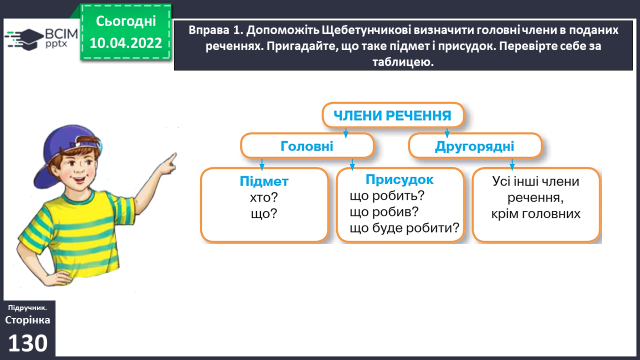 ВСІМ
pptx
Сьогодні
10.04.2022
Вправа 1. Допоможіть Щебетунчикові визначити головні члени в поданих
реченнях. Пригадайте, що таке підмет і присудок. Перевірте себе за
таблицею.
ЧЛЕНИ РЕЧЕННЯ
Головні
Другорядні
Підмет
хто?
що?
Присудок
що робить?
що робив?
що буде робити?
Усі інші члени
речення,
крім головних
Підручник.
Сторінка
130